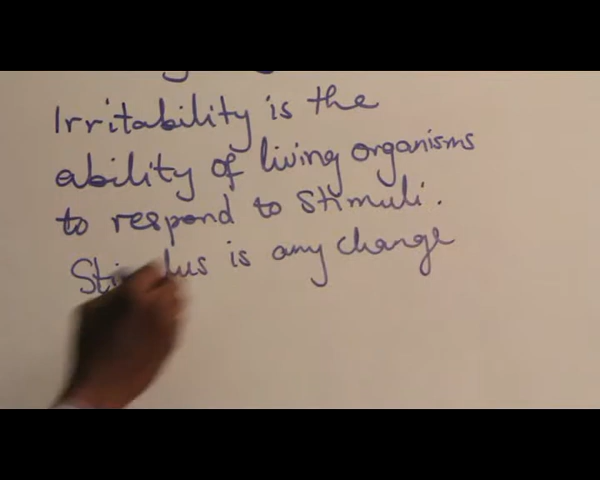 Irritability is the
ability of living organisms
to respond to stimuli.
is any change